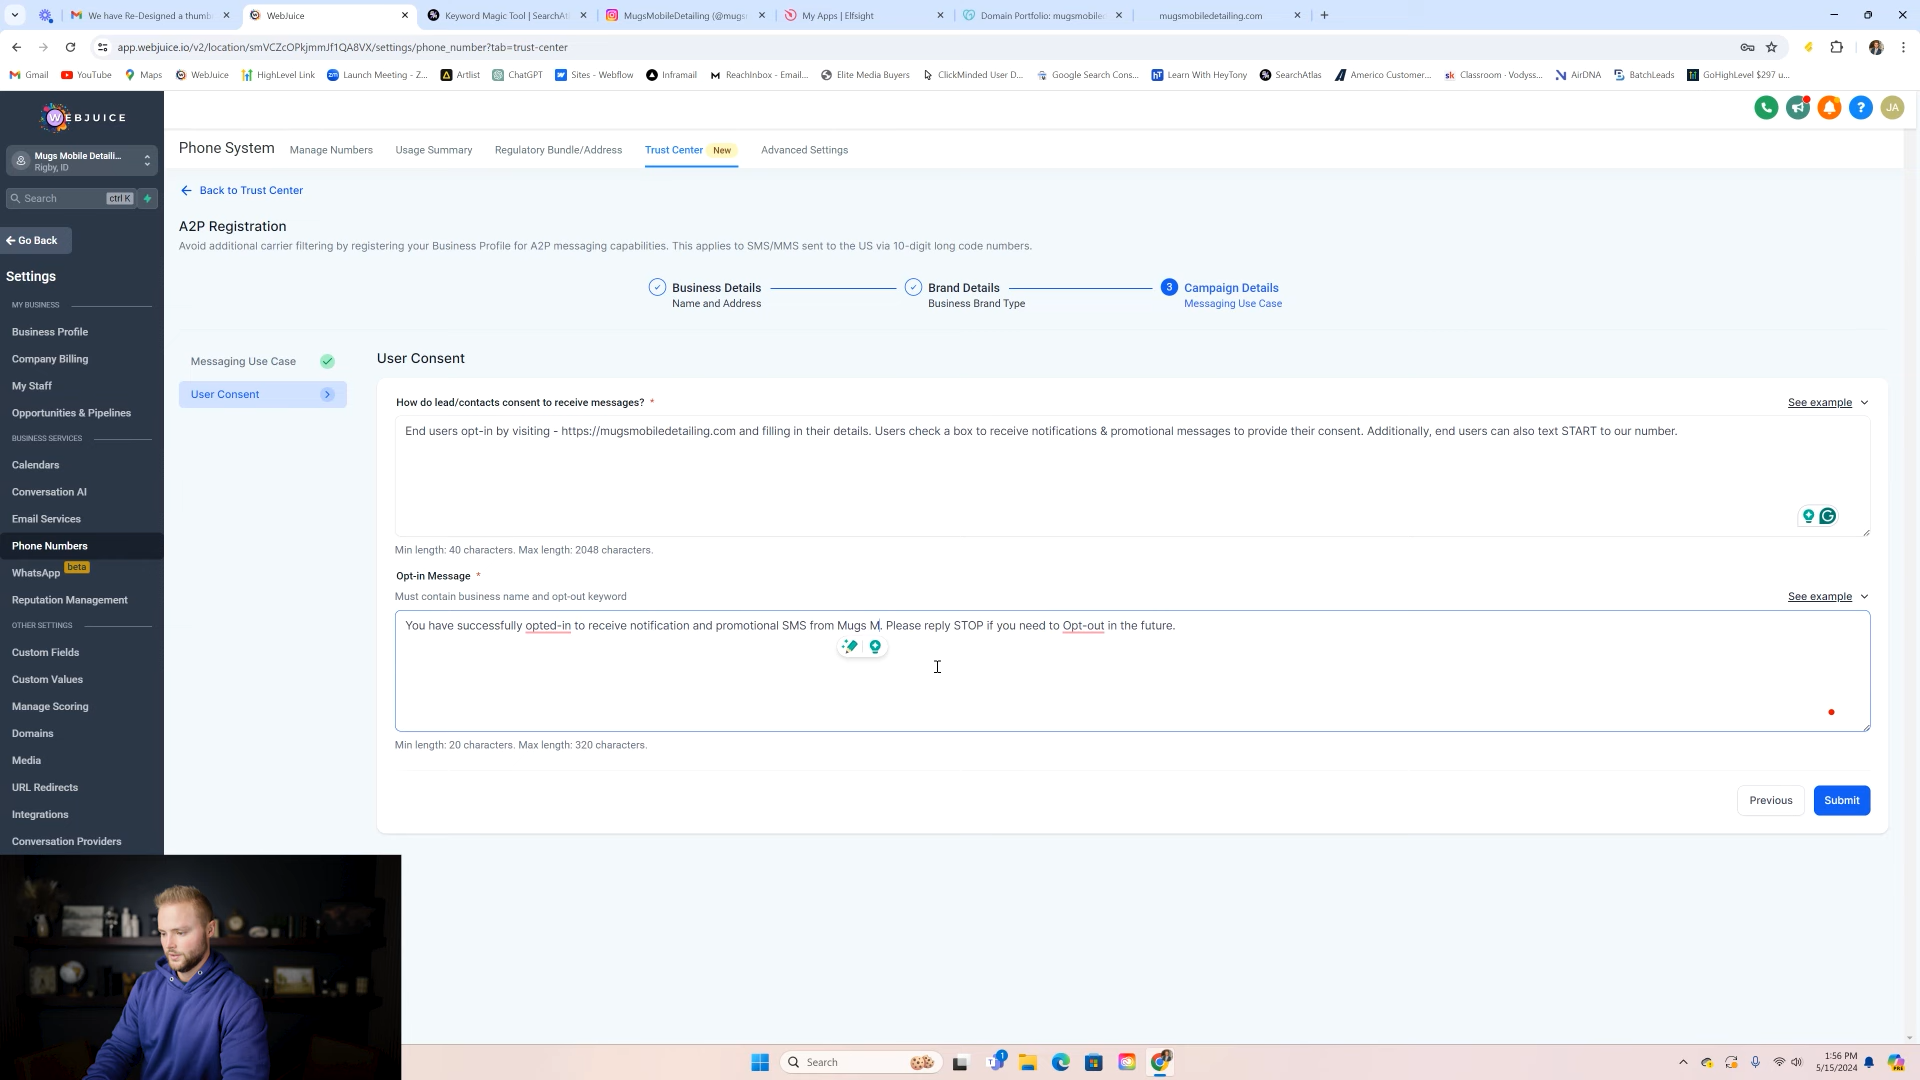 We have Re-Designed a thumb
WebJuice
Keyword Magic Tool | SearchAt
MugsMobileDetailing (@mugs
My Apps | Elfsight
Domain Portfolio: mugsmobile
mugsmobiledetailing.com
app.webjuice.io/v2/location/smVCZcOPkjmmJf1QA8VX/settings/phone_number?tab=trust-center
Gmail
YouTube
Maps
WebJuice
HighLevel Link
Launch Meeting - Z...
Artlist
ChatGPT
Sites - Webflow
Inframail
ReachInbox - Email...
Elite Media Buyers
ClickMinded User D...
Google Search Cons...
Learn With HeyTony
SearchAtlas
Americo Customer...
Classroom · Vodyss...
AirDNA
BatchLeads
GoHighLevel $297 u...
WEBJUICE
JA
Mugs Mobile Detaili...
Rigby, ID
Search
ctrl K
Go Back
Settings
MY BUSINESS
Business Profile
Company Billing
My Staff
Opportunities & Pipelines
BUSINESS SERVICES
Calendars
Conversation AI
Email Services
Phone Numbers
WhatsApp beta
Reputation Management
OTHER SETTINGS
Custom Fields
Custom Values
Manage Scoring
Domains
Media
URL Redirects
Integrations
Conversation Providers
Phone System
Manage Numbers
Usage Summary
Regulatory Bundle/Address
Trust Center New
Advanced Settings
Back to Trust Center
A2P Registration
Avoid additional carrier filtering by registering your Business Profile for A2P messaging capabilities. This applies to SMS/MMS sent to the US via 10-digit long code numbers.
Business Details
Name and Address
Brand Details
Business Brand Type
3 Campaign Details
Messaging Use Case
Messaging Use Case
User Consent
User Consent
How do lead/contacts consent to receive messages? *
See example
End users opt-in by visiting - https://mugsmobiledetailing.com and filling in their details. Users check a box to receive notifications & promotional messages to provide their consent. Additionally, end users can also text START to our number.
Min length: 40 characters. Max length: 2048 characters.
Opt-in Message *
Must contain business name and opt-out keyword
See example
You have successfully opted-in to receive notification and promotional SMS from Mugs M. Please reply STOP if you need to Opt-out in the future.
Min length: 20 characters. Max length: 320 characters.
Previous
Submit
Search
1
1:56 PM
5/15/2024